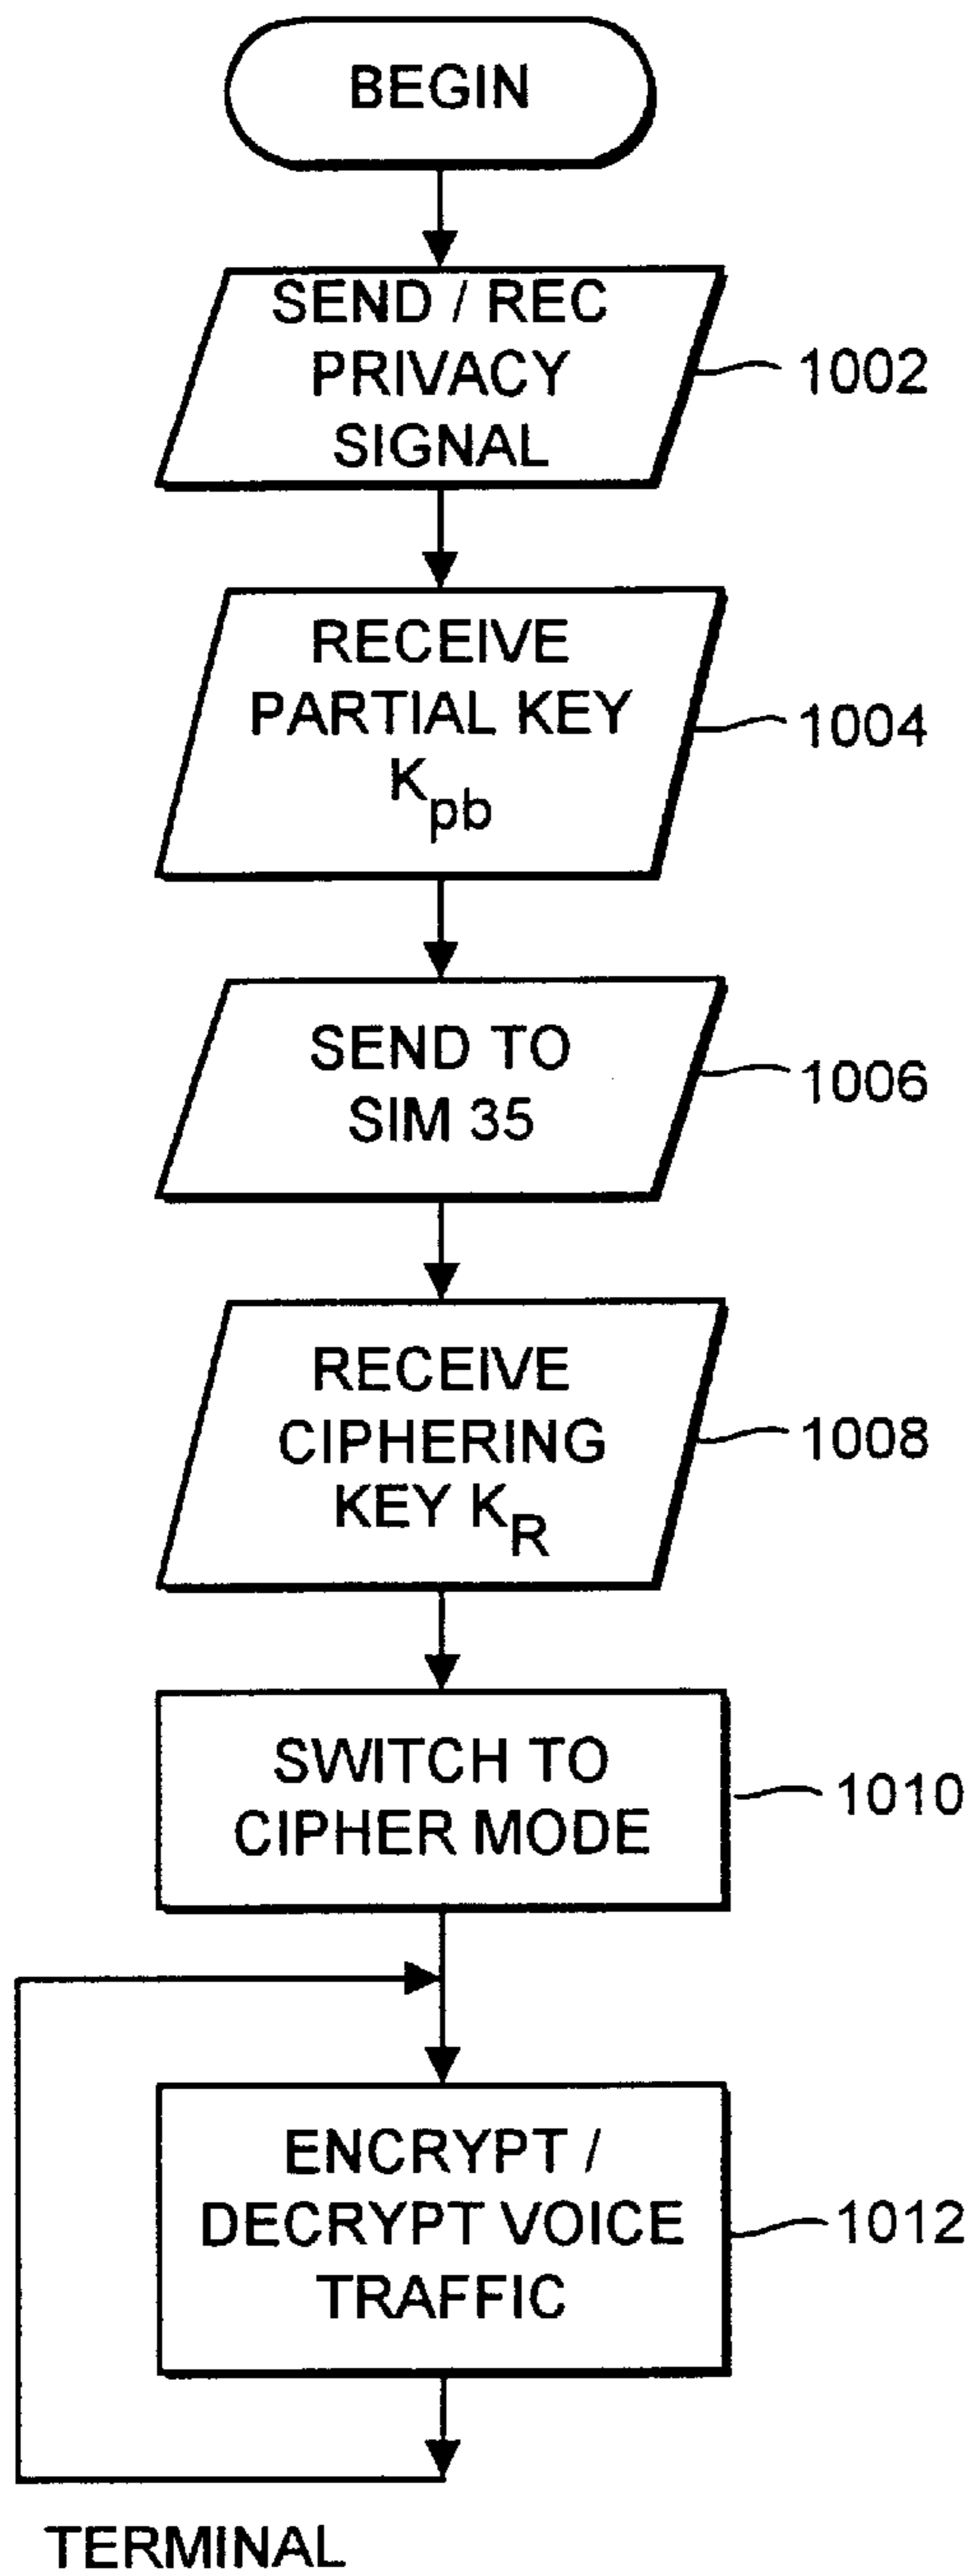 BEGIN
SEND / REC
PRIVACY
SIGNAL
1002
RECEIVE
PARTIAL KEY
Kpb
1004
SEND TO
SIM 35
1006
RECEIVE
CIPHERING
KEY KR
1008
SWITCH TO
CIPHER MODE
1010
ENCRYPT /
DECRYPT VOICE
TRAFFIC
1012
TERMINAL